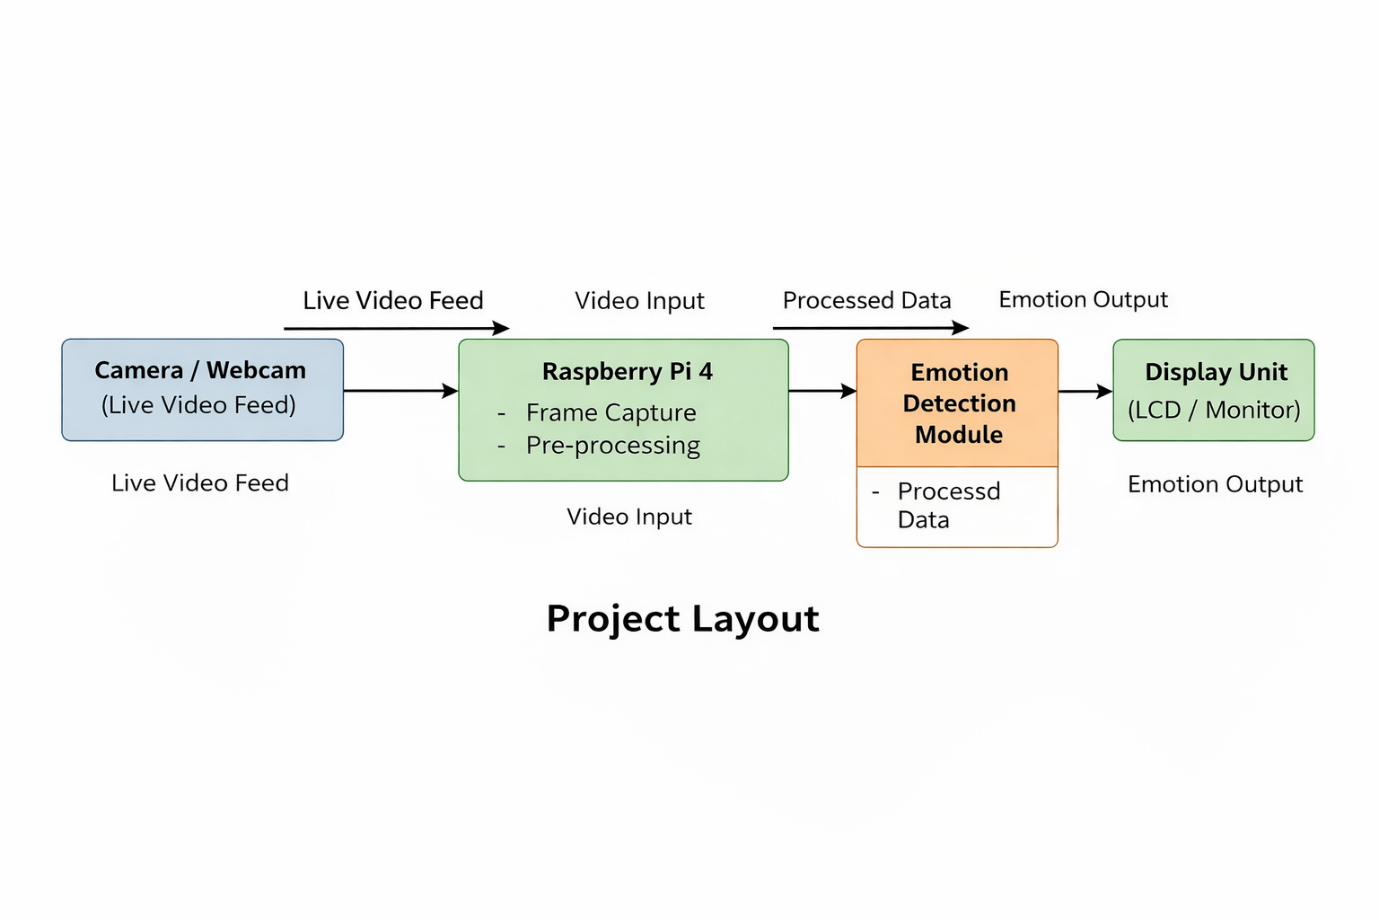 Live Video Feed
Video Input
Processed Data
Emotion Output
Camera / Webcam
(Live Video Feed)
Raspberry Pi 4
- Frame Capture
- Pre-processing
Emotion
Detection
Module
- Processd
Data
Display Unit
(LCD / Monitor)
Live Video Feed
Video Input
Emotion Output
Project Layout